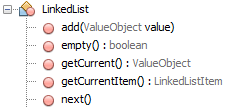 LinkedList
add(ValueObject value)
empty() : boolean
getCurrent() : ValueObject
getCurrentItem() : LinkedListItem
next()